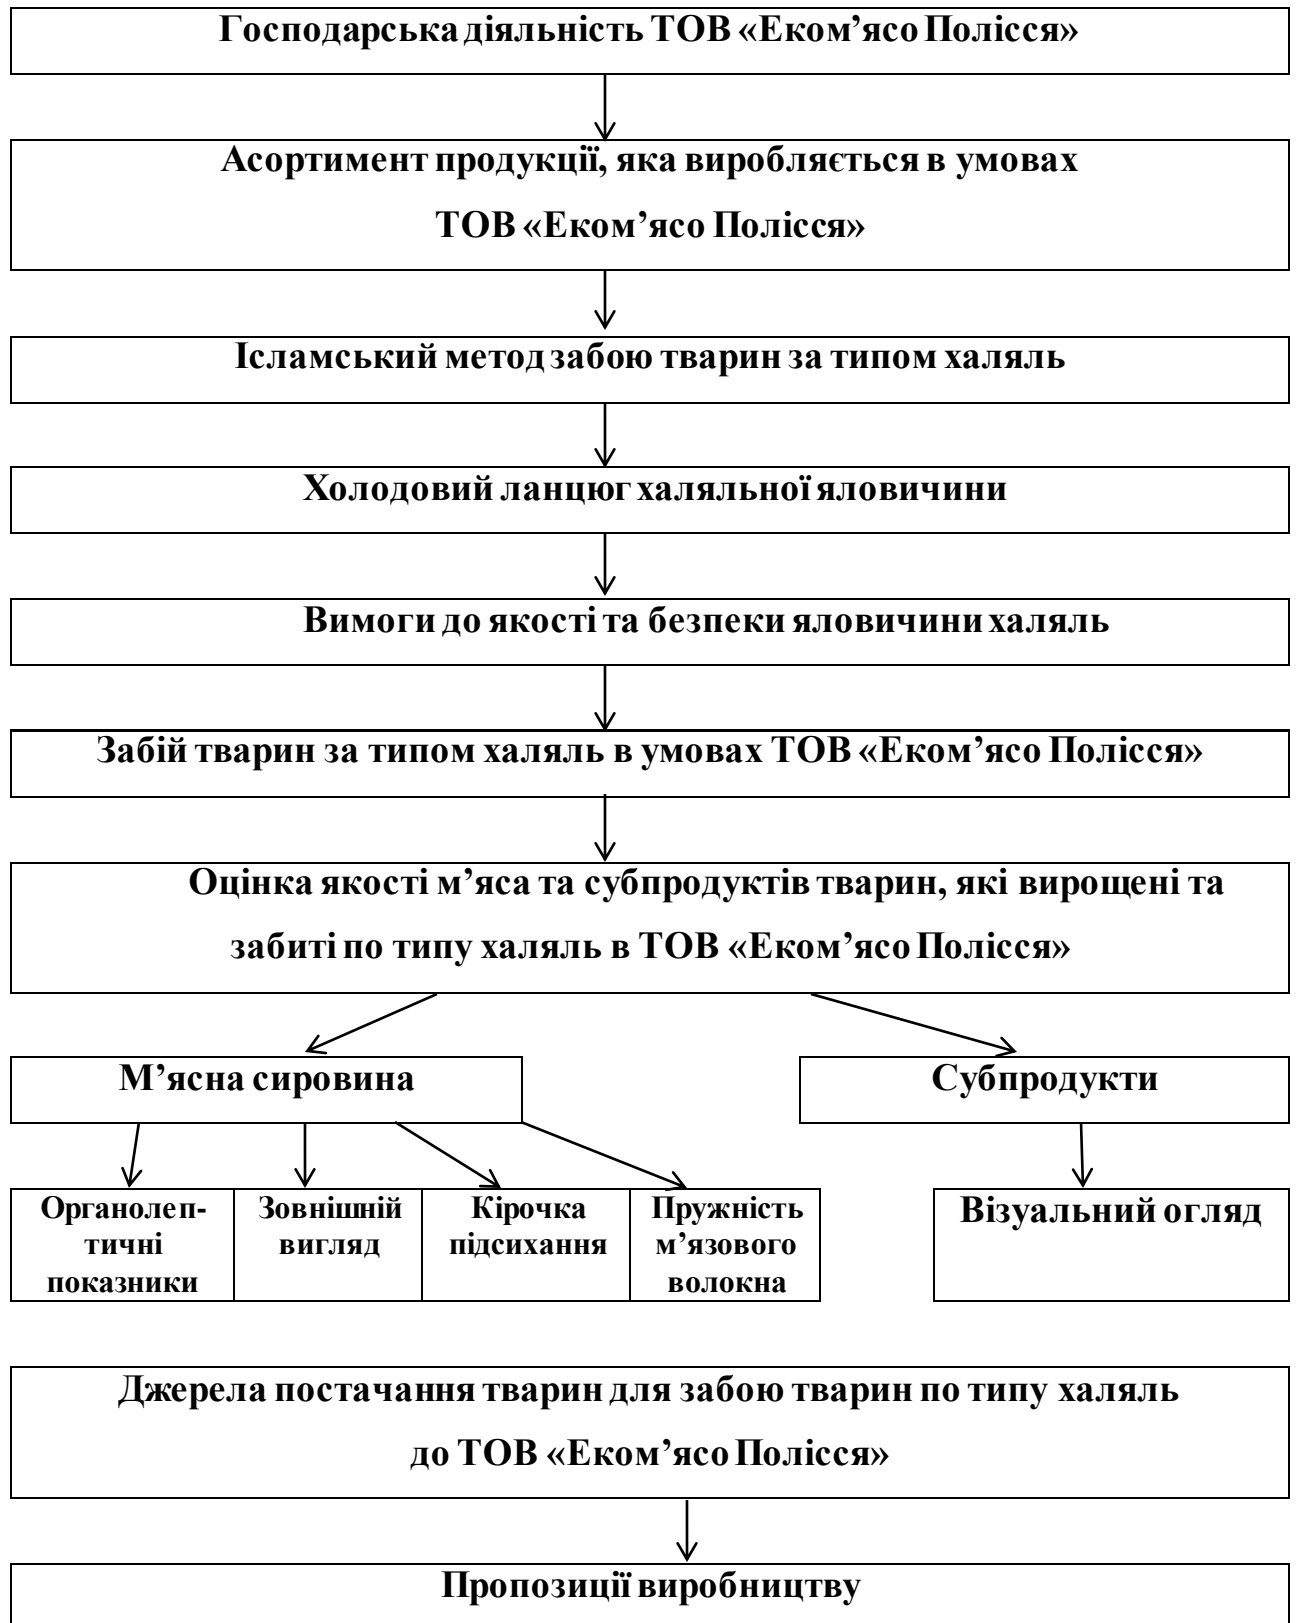 Господарська діяльність ТОВ «Еком’ясо Полісся»
Асортимент продукції, яка виробляється в умовах
ТОВ «Еком’ясо Полісся»
Ісламський метод забою тварин за типом халяль
Холодовий ланцюг халяльної яловичини
Вимоги до якості та безпеки яловичини халяль
Забій тварин за типом халяль в умовах ТОВ «Еком’ясо Полісся»
Оцінка якості м’яса та субпродуктів тварин, які вирощені та
забиті по типу халяль в ТОВ «Еком’ясо Полісся»
М’ясна сировина
Субпродукти
Органолеп-
тичні
показники
Зовнішній
вигляд
Кірочка
підсихання
Пружність
м’язового
волокна
Візуальний огляд
Джерела постачання тварин для забою тварин по типу халяль
до ТОВ «Еком’ясо Полісся»
Пропозиції виробництву